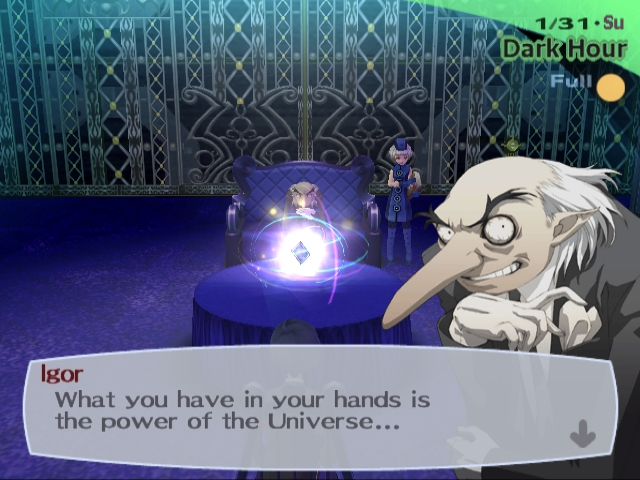 1/31・Su
Dark Hour
Full
Igor
What you have in your hands is
the power of the Universe...